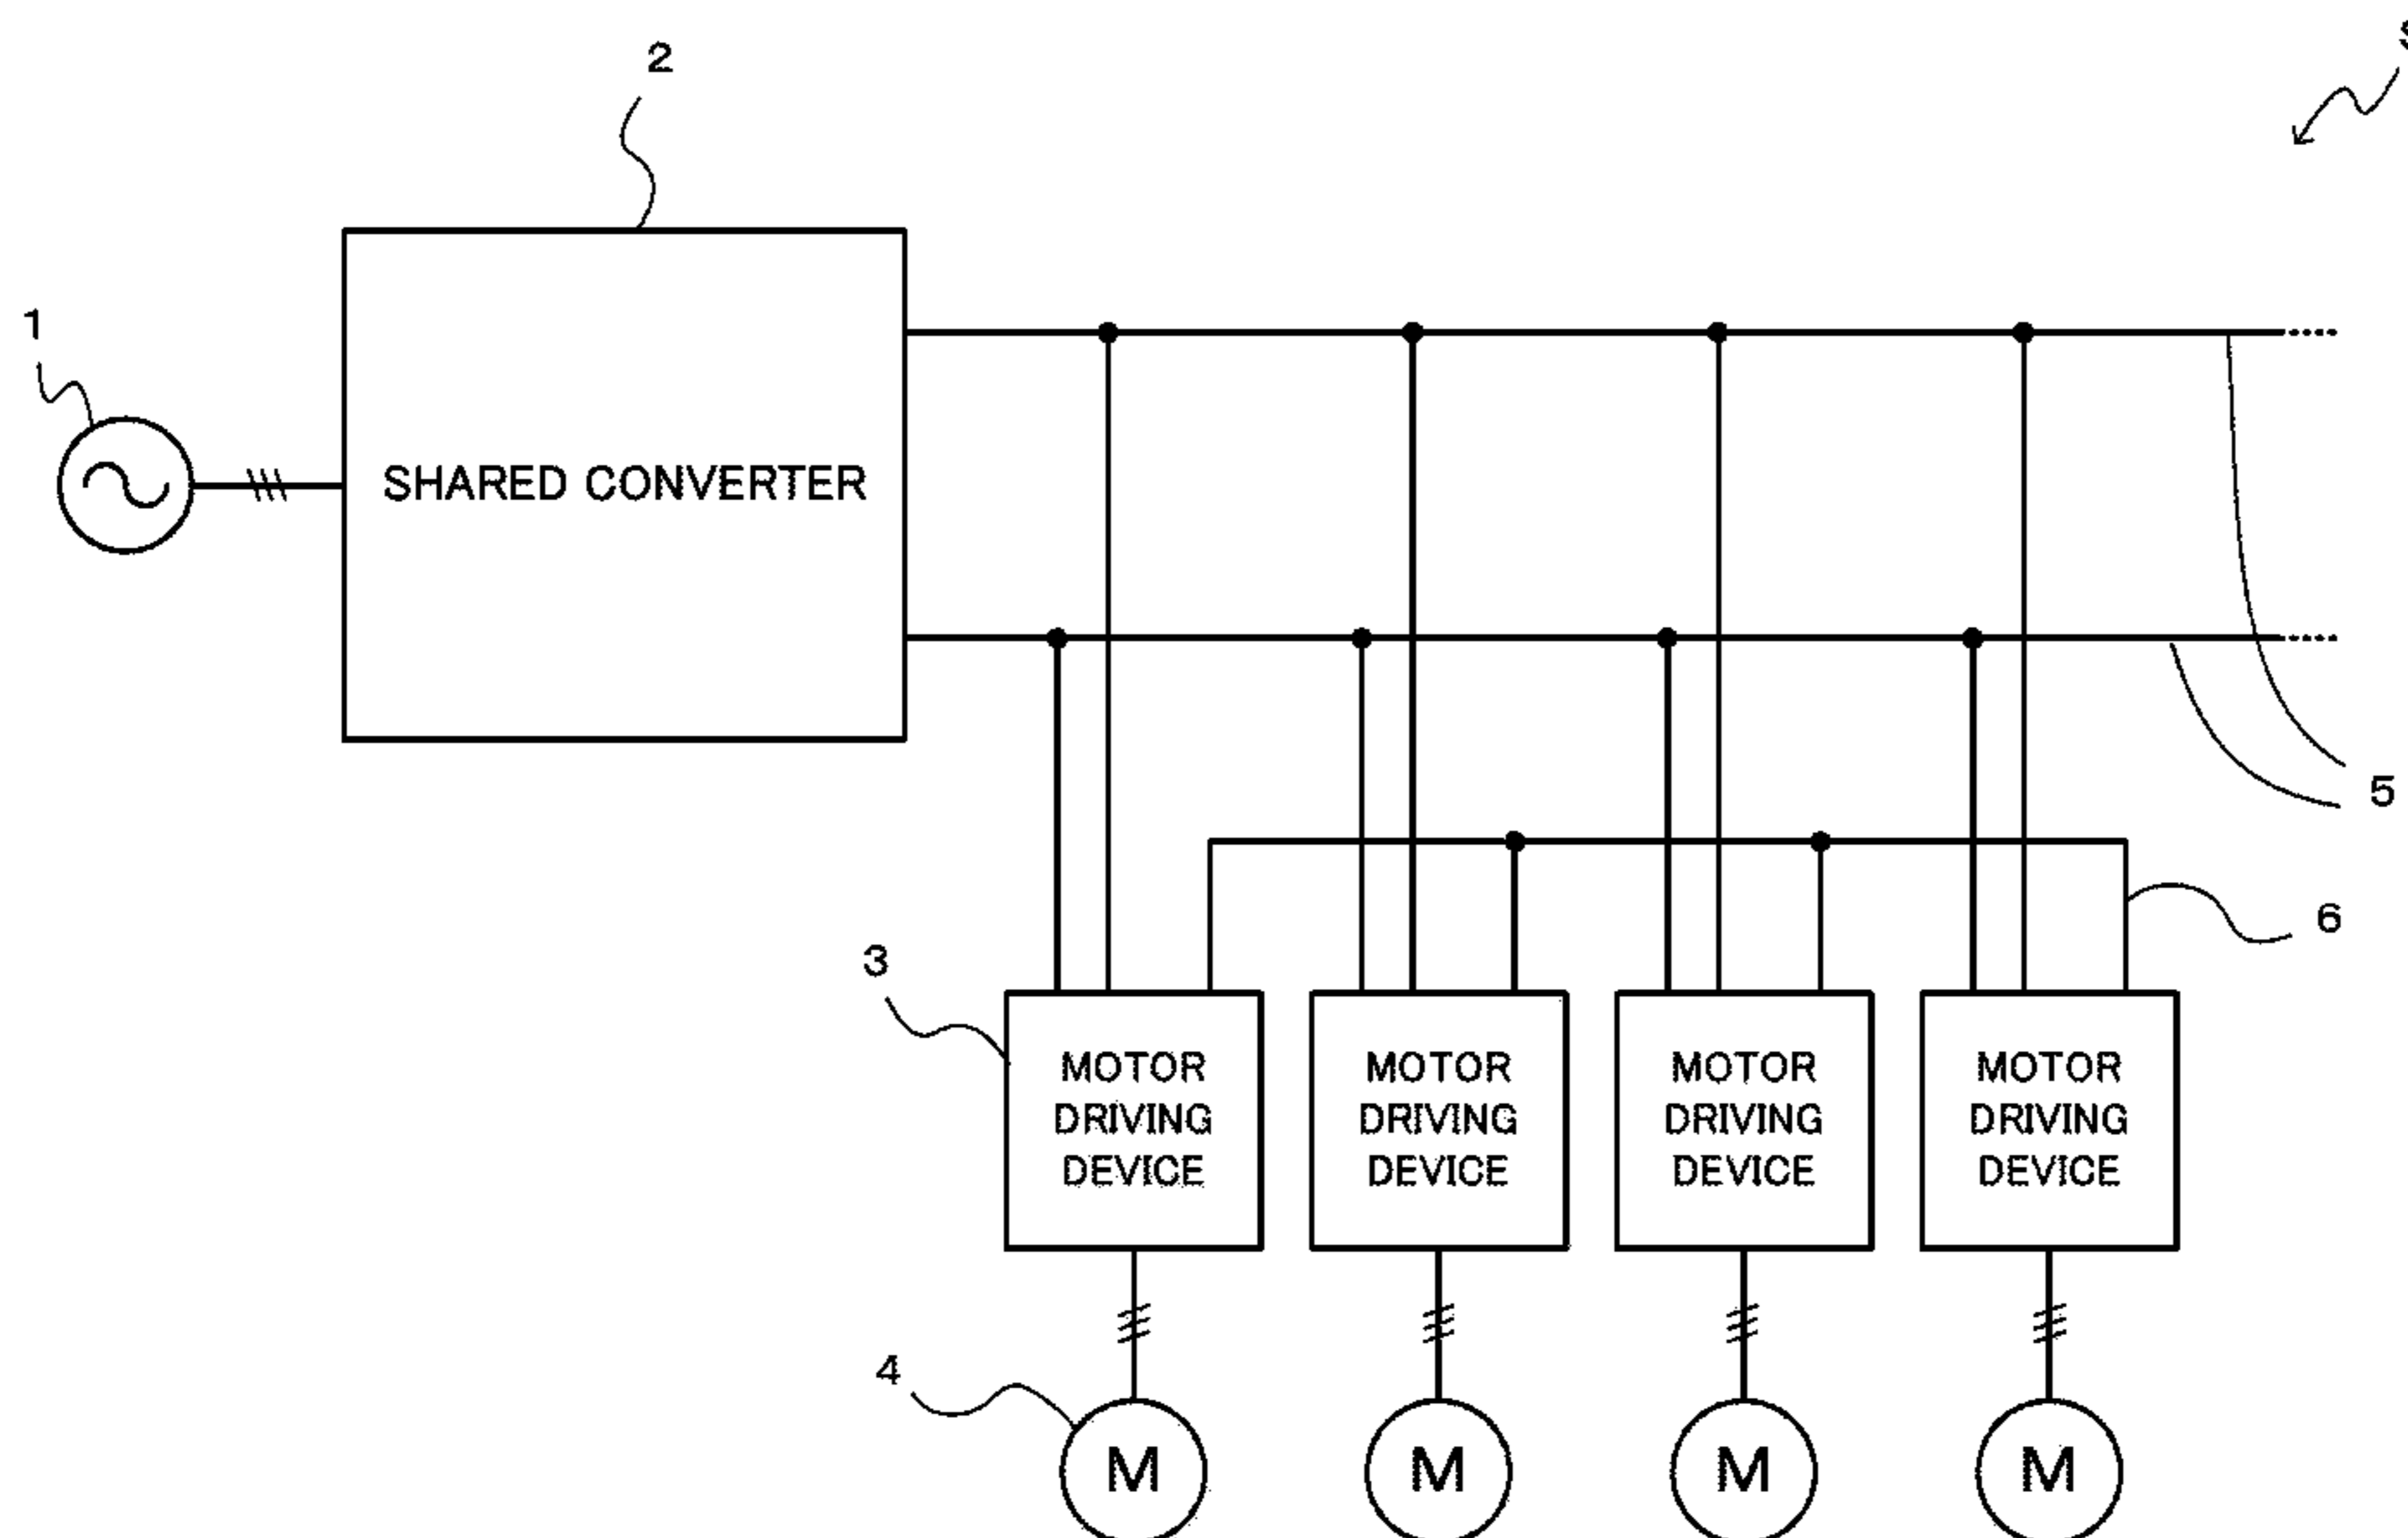 2
1
SHARED CONVERTER
5
6
3
MOTOR
DRIVING
DEVICE
MOTOR
DRIVING
DEVICE
MOTOR
DRIVING
DEVICE
MOTOR
DRIVING
DEVICE
4
M
M
M
M